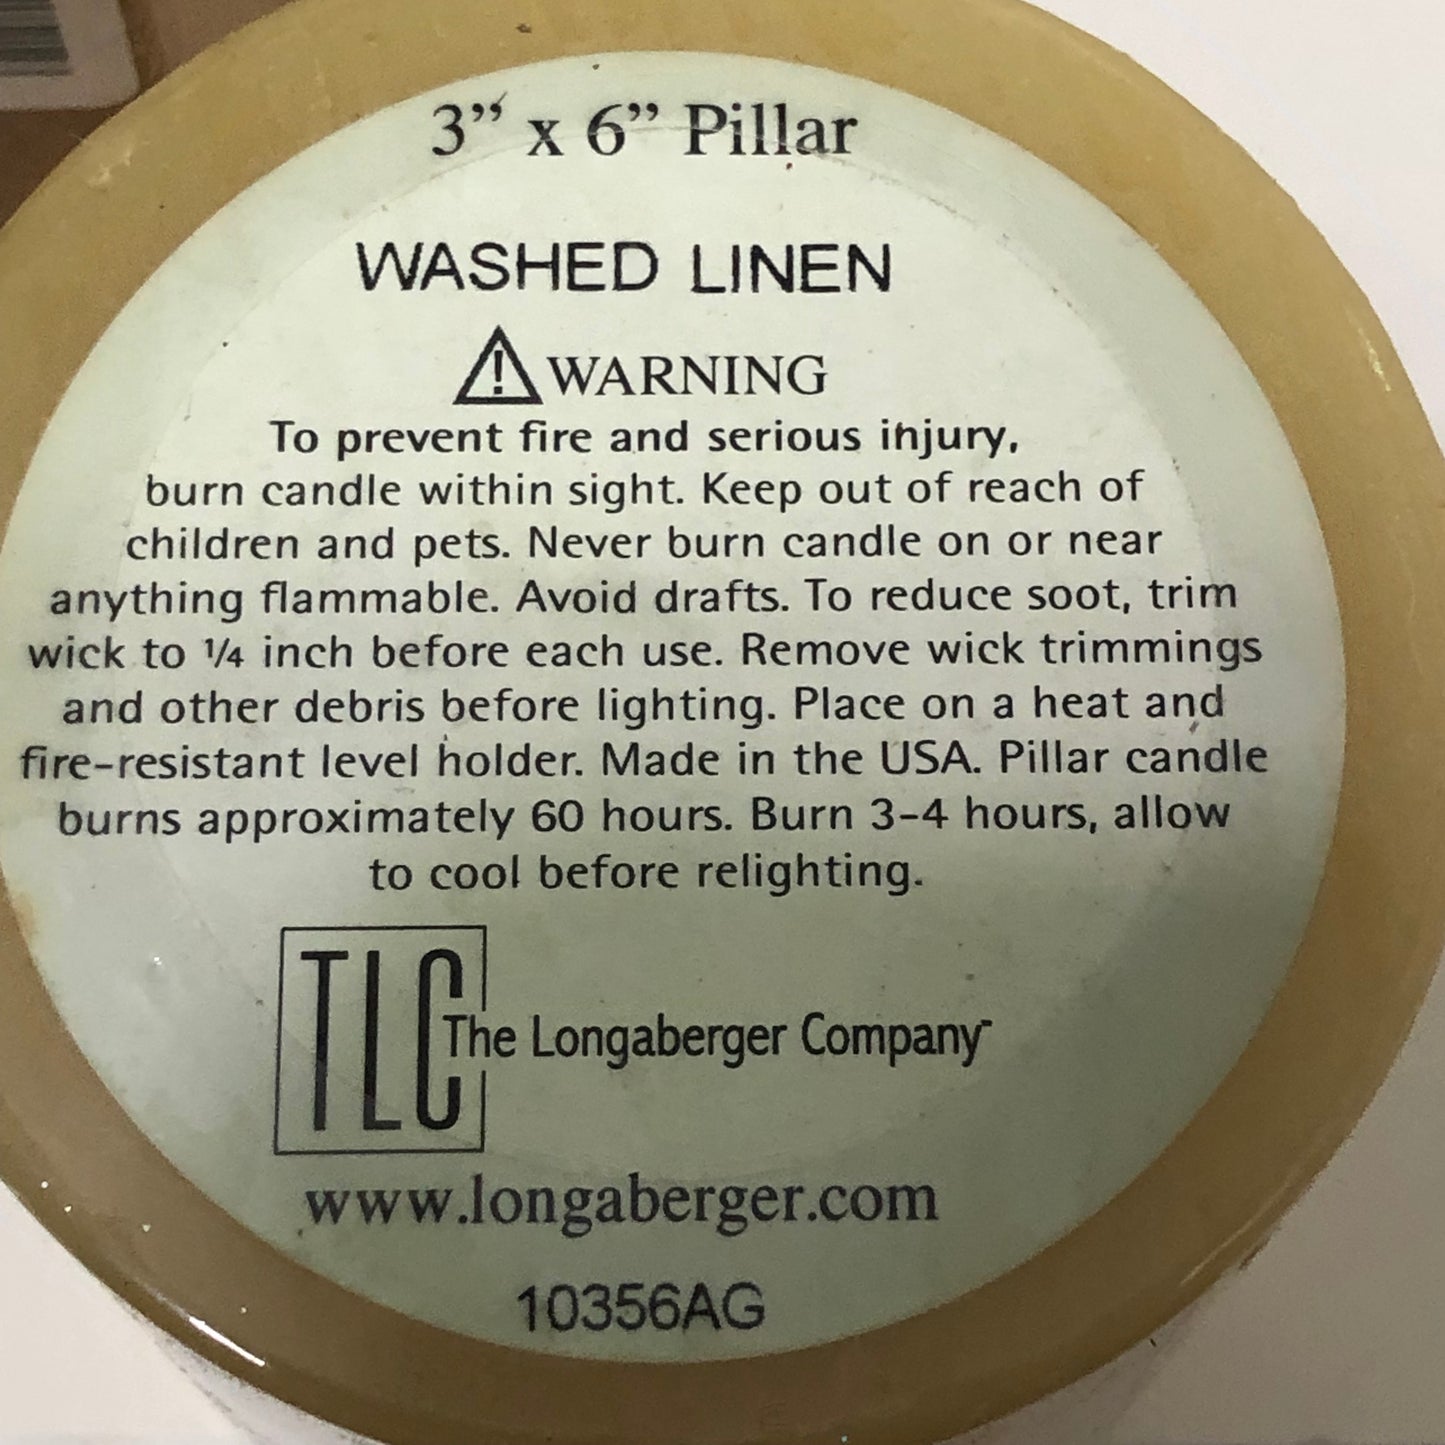 3” x 6” Pillar
WASHED LINEN
⚠ WARNING
To prevent fire and serious injury,
burn candle within sight. Keep out of reach of
children and pets. Never burn candle on or near
anything flammable. Avoid drafts. To reduce soot, trim
wick to ¼ inch before each use. Remove wick trimmings
and other debris before lighting. Place on a heat and
fire-resistant level holder. Made in the USA. Pillar candle
burns approximately 60 hours. Burn 3-4 hours, allow
to cool before relighting.
TLC
The Longaberger Company™
www.longaberger.com
10356AG